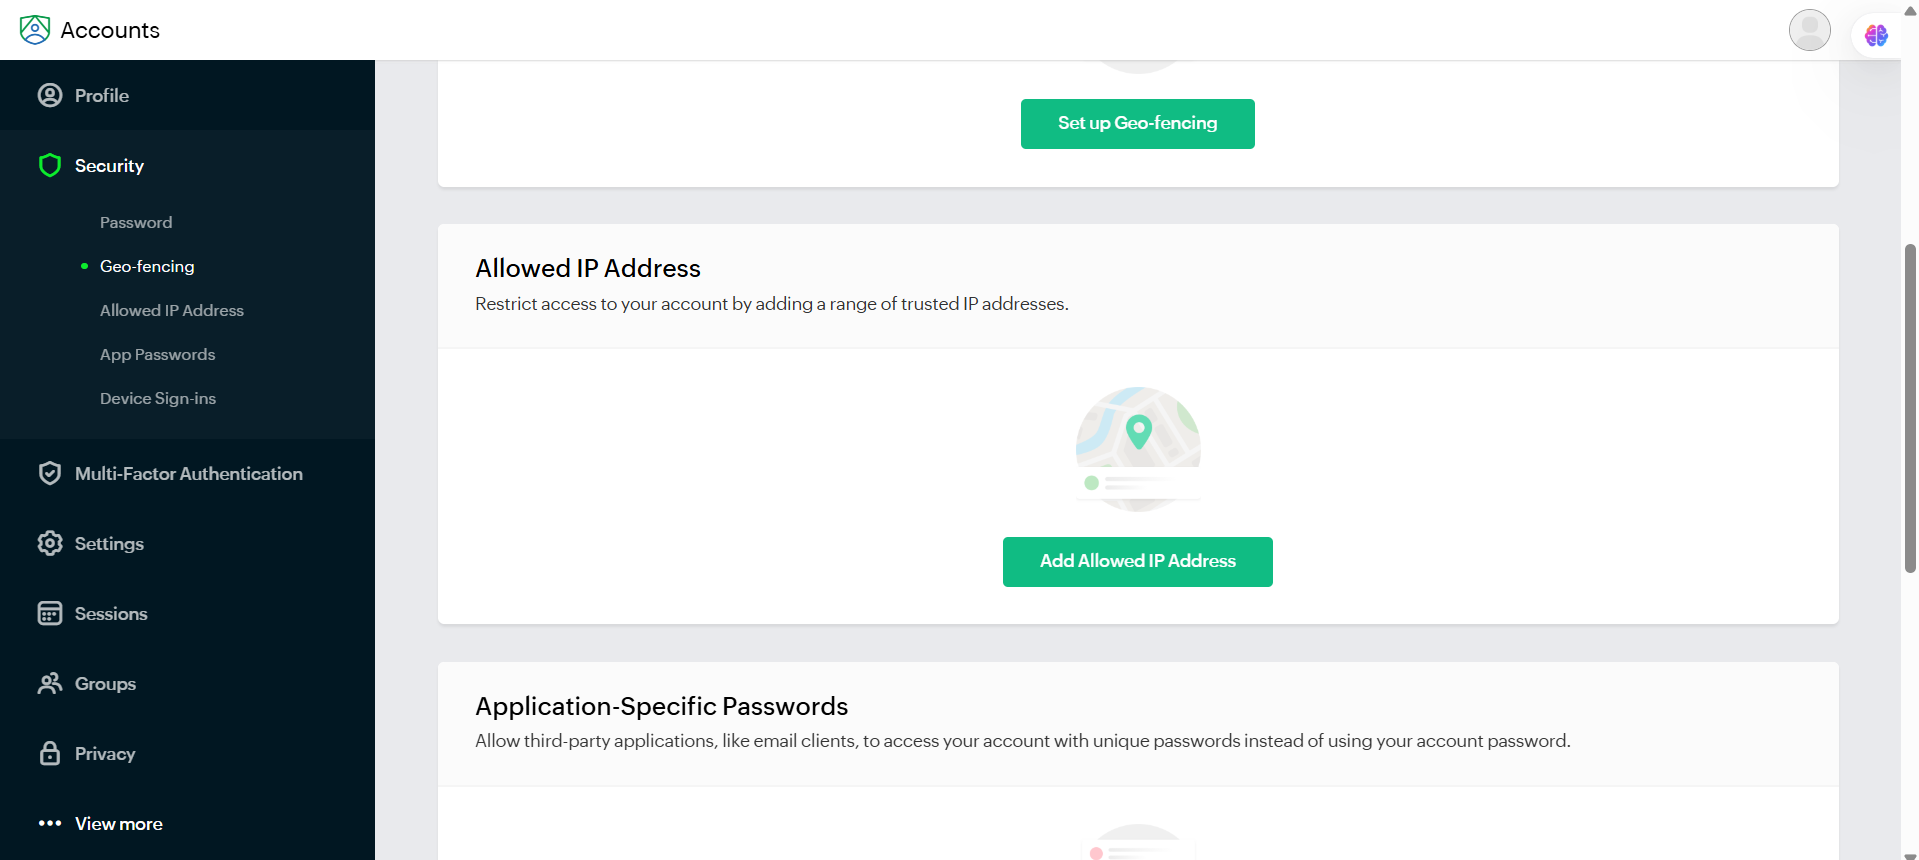 Accounts
Profile
Security
Password
Geo-fencing
Allowed IP Address
App Passwords
Device Sign-ins
Multi-Factor Authentication
Settings
Sessions
Groups
Privacy
View more
Set up Geo-fencing
Allowed IP Address
Restrict access to your account by adding a range of trusted IP addresses.
Add Allowed IP Address
Application-Specific Passwords
Allow third-party applications, like email clients, to access your account with unique passwords instead of using your account password.